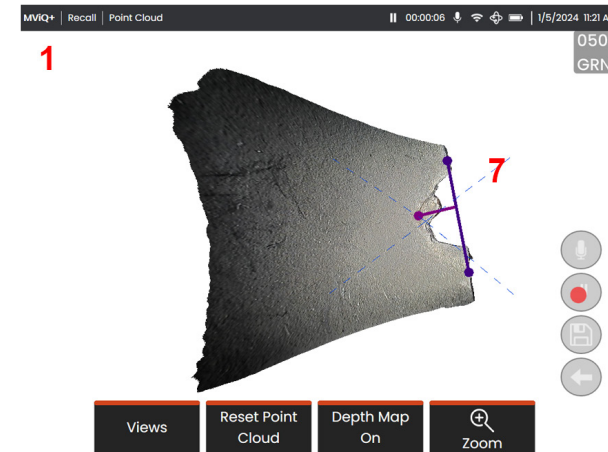 MViQ+ | Recall | Point Cloud 00:00:06 1/5/2024 11:21 A
1
050
GRN
7
Views
Reset Point
Cloud
Depth Map
On
Zoom